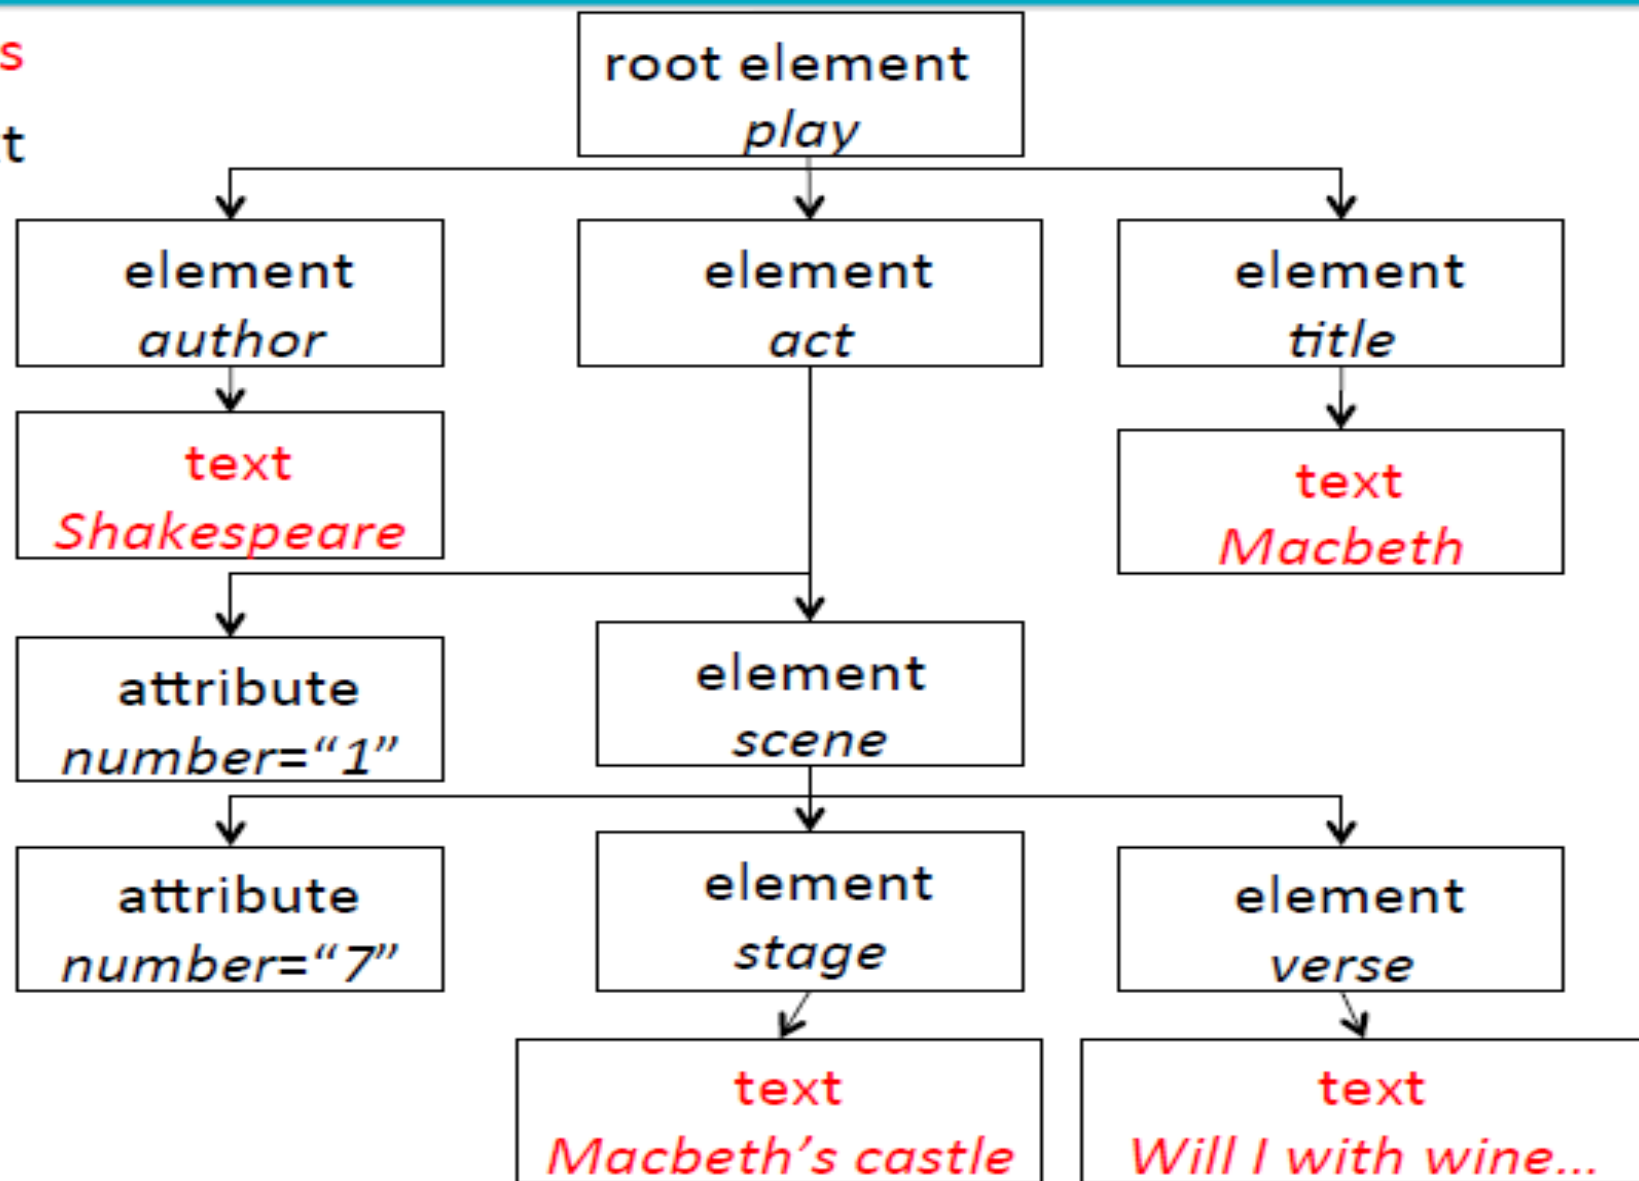 s
t
root element
play
element
author
element
act
element
title
text
Shakespeare
text
Macbeth
attribute
number=“1”
element
scene
attribute
number=“7”
element
stage
element
verse
text
Macbeth’s castle
text
Will I with wine...